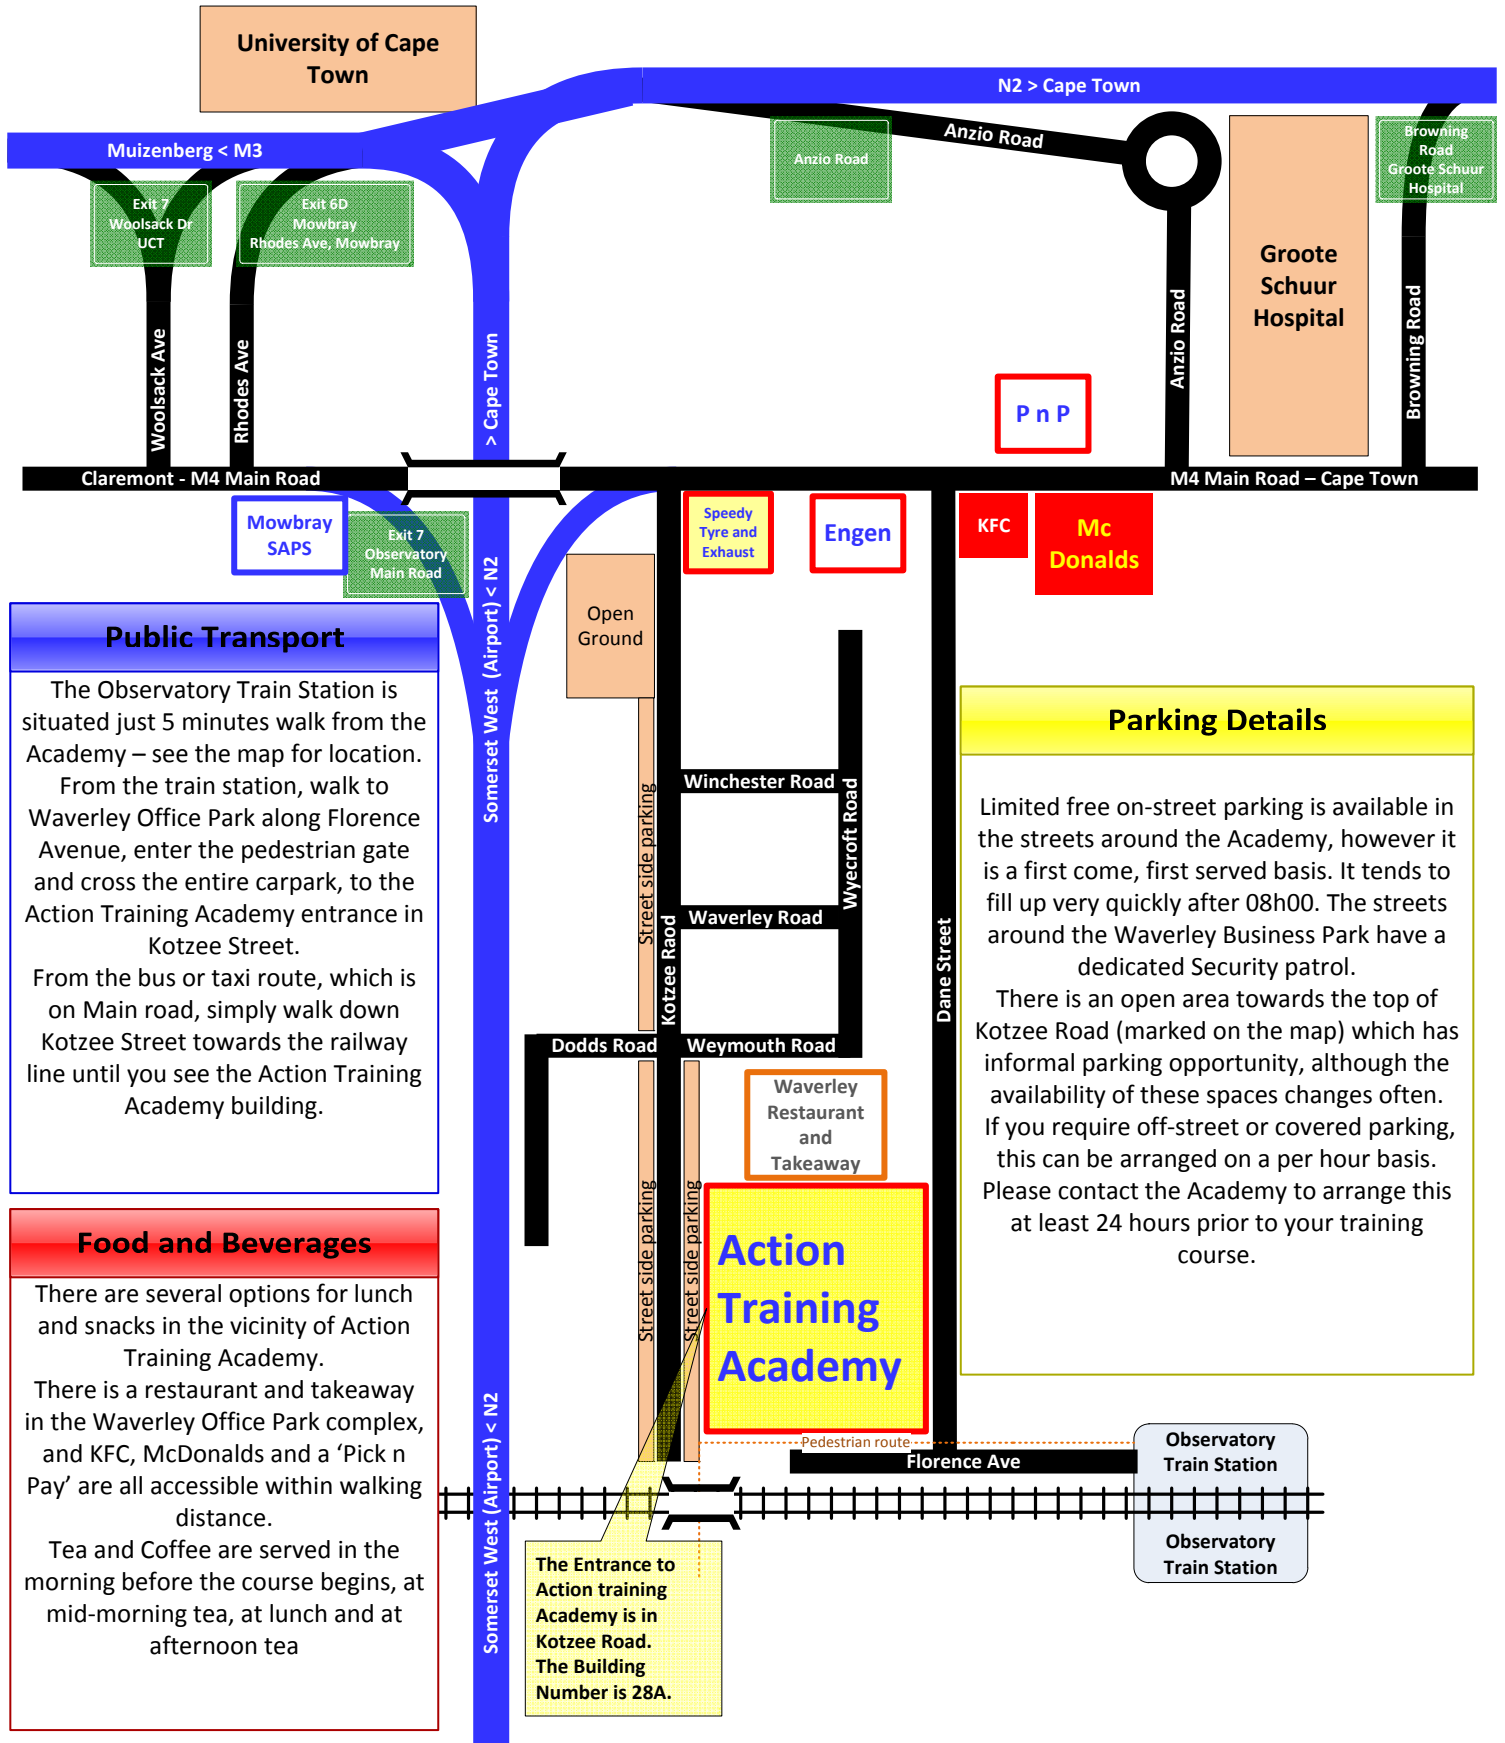 University of Cape
Town
N2 > Cape Town
Muizenberg < M3
Anzio Road
Anzio Road
Browning
Road
Groote Schuur
Hospital
Exit 7
Woolsack Dr
UCT
Exit 6D
Mowbray
Rhodes Ave, Mowbray
Groote
Schuur
Hospital
Woolsack Ave
Rhodes Ave
> Cape Town
Anzio Road
Browning Road
P n P
Claremont - M4 Main Road
M4 Main Road – Cape Town
Mowbray
SAPS
Exit 7
Observatory
Main Road
Speedy
Tyre and
Exhaust
Engen
KFC
Mc
Donalds
Open
Ground
Somerset West (Airport) < N2
Public Transport
The Observatory Train Station is
situated just 5 minutes walk from the
Academy – see the map for location.
From the train station, walk to
Waverley Office Park along Florence
Avenue, enter the pedestrian gate
and cross the entire carpark, to the
Action Training Academy entrance in
Kotzee Street.
From the bus or taxi route, which is
on Main road, simply walk down
Kotzee Street towards the railway
line until you see the Action Training
Academy building.
Street side parking
Kotzee Raod
Winchester Road
Wyecroft Road
Waverley Road
Dane Street
Dodds Road
Weymouth Road
Parking Details
Limited free on-street parking is available in
the streets around the Academy, however it
is a first come, first served basis. It tends to
fill up very quickly after 08h00. The streets
around the Waverley Business Park have a
dedicated Security patrol.
There is an open area towards the top of
Kotzee Road (marked on the map) which has
informal parking opportunity, although the
availability of these spaces changes often.
If you require off-street or covered parking,
this can be arranged on a per hour basis.
Please contact the Academy to arrange this
at least 24 hours prior to your training
course.
Waverley
Restaurant
and
Takeaway
Street side parking
Street side parking
Action
Training
Academy
Food and Beverages
There are several options for lunch
and snacks in the vicinity of Action
Training Academy.
There is a restaurant and takeaway
in the Waverley Office Park complex,
and KFC, McDonalds and a ‘Pick n
Pay’ are all accessible within walking
distance.
Tea and Coffee are served in the
morning before the course begins, at
mid-morning tea, at lunch and at
afternoon tea
Somerset West (Airport) < N2
Pedestrian route
Florence Ave
Observatory
Train Station
Observatory
Train Station
The Entrance to
Action training
Academy is in
Kotzee Road.
The Building
Number is 28A.